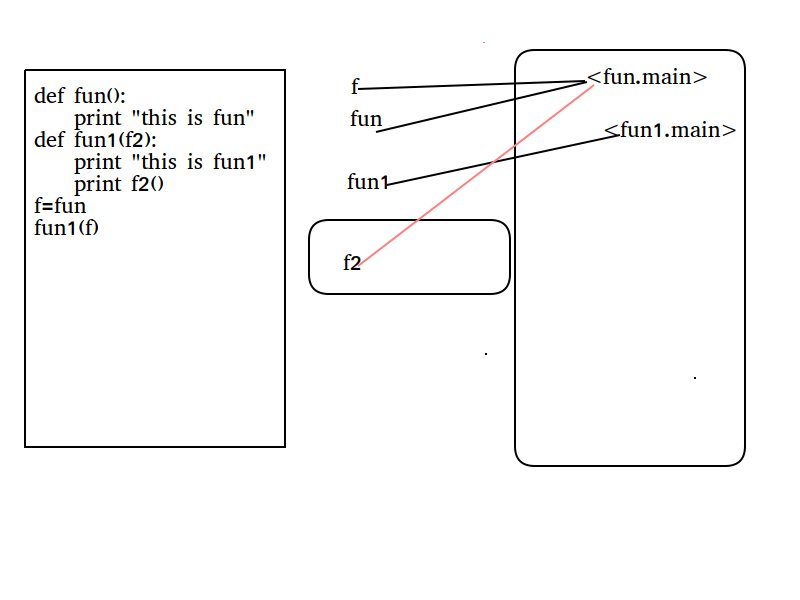 def fun():
    print "this is fun"
def fun1(f2):
    print "this is fun1"
    print f2()
f=fun
fun1(f)
f
fun
fun1
f2
<fun.main>
<fun1.main>